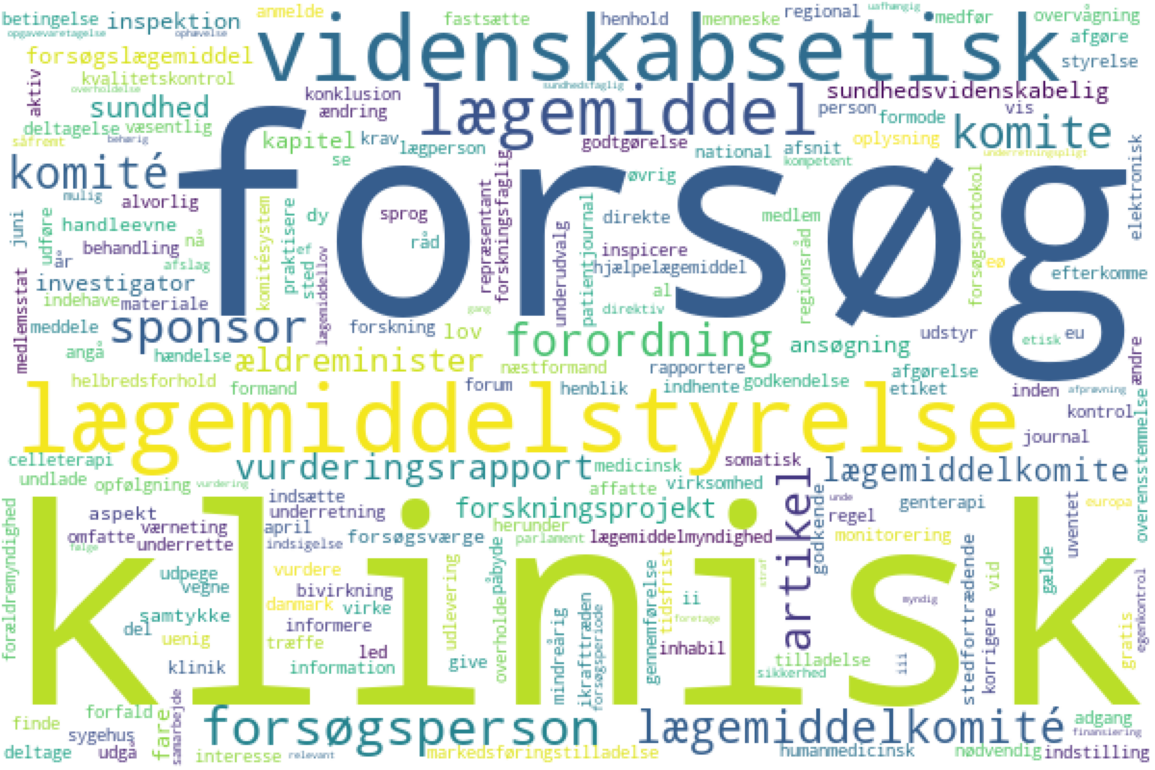 betingelse inspektion anmelde fastsætte henhold menneske regional uafhængig medfør overvågning
opgavevaretagelse ophævelse videnskabsetisk afgøre
forsøgslægemiddel styrelse
kvalitetskontrol sundhedsfaglig sundhedsvidenskabelig
aktiv overholdelse konklusion lægemiddel person vis
sundhed ændring formode
deltagelse væsentlig kapitel krav godtgørelse afsnit oplysning komite
såfremt behørig se lægperson national kompetent underretningspligt elektronisk
komité forsøg øvrig
mulig alvorlig sprog repræsentant forskningsfaglig patientjournal direkte medlem regionsråd forsøgsprotokol
juni udføre handleevne komitésystem praktisere dy
behandling nå råd underudvalg inspicere eø
år afslag sted ef lægemiddellov hjælpelægemiddel efterkomme
investigator al
indehave materiale gang direktiv
medlemsstat meddele sponsor forskning lov forordning ansøgning udstyr etisk eu
angå hændelse ældreminister næstformand rapportere afgørelse ændre
helbredsforhold formand forum henblik indhente godkendelse etiket inden afprøvning
lægemiddelstyrelse kontrol
journal
celleterapi vurderingsrapport medicinsk somatisk lægemiddelkomite overensstemmelse
undlade opfølgning vurdering affatte virksomhed
indsætte forskningsprojekt artikel godkende unde genterapi europa
aspekt underretning regel uventet
omfatte værneting april forsøgsværge herunder lægemiddelmyndighed monitorering
følge underrette indsigelse parlament
forældremyndighed klinisk
udpege vurdere udlevering påbyde tidsfrist straf stedfortrædende vid gælde
vegne bivirkning egenkontrol
samtykke danmark virke overholde mindreårig ikrafttræden forsøgsperiode gennemførelse ii myndig
del informere foretage korrigere gratis
uenig træffe led inhabil
klinik information give tilladelse iii
sikkerhed
finde forfald fare samarbejde forsøgsperson lægemiddelkomité adgang
sygehus finansiering
deltage udgå interesse relevant markedsføringstilladelse humanmedicinsk nødvendig indstilling